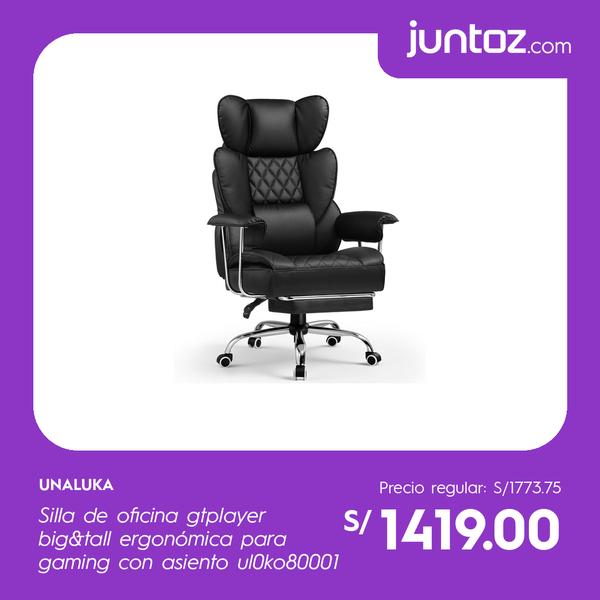 juntoz.com
UNALUKA
Silla de oficina gtplayer
big&tall ergonómica para
gaming con asiento ul0ko80001
Precio regular: S/1773.75
S/ 1419.00